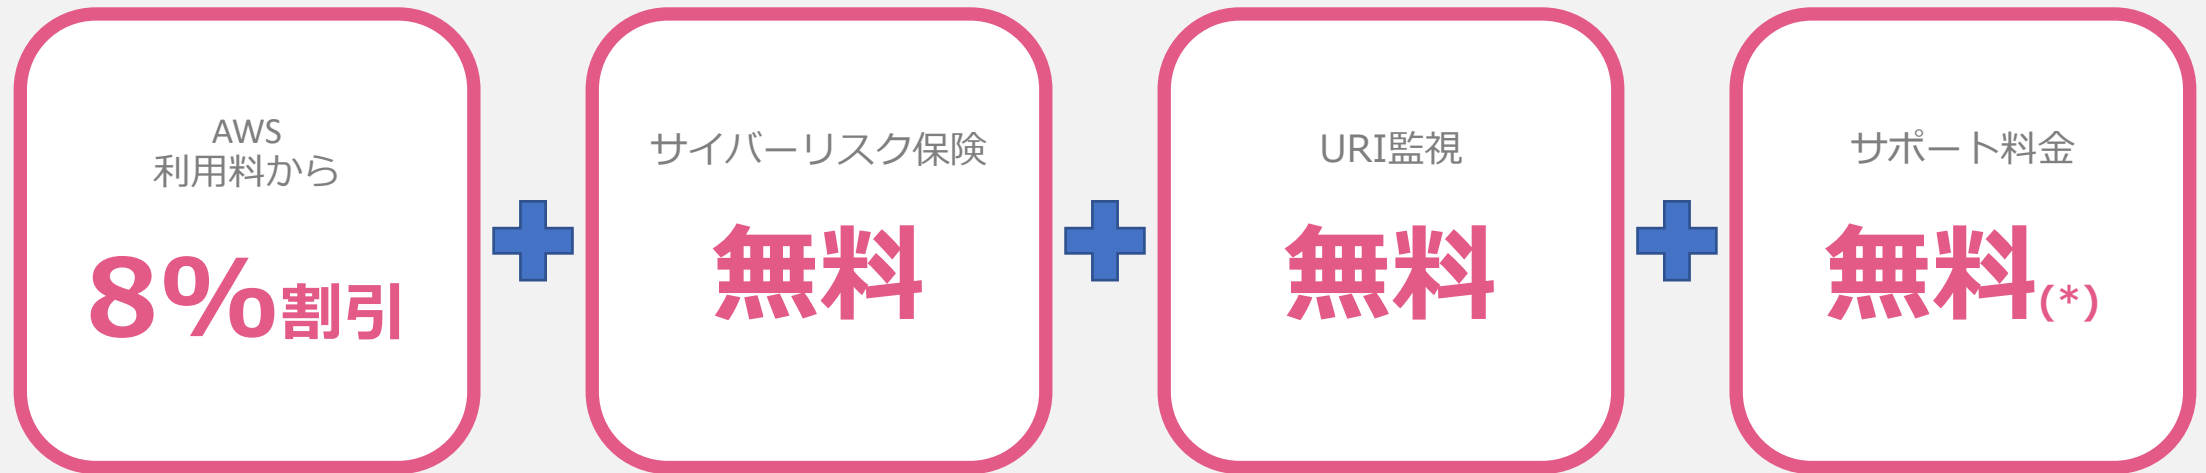 AWS
利用料から
8%割引
サイバーリスク保険
無料
URI監視
無料
サポート料金
無料(*)